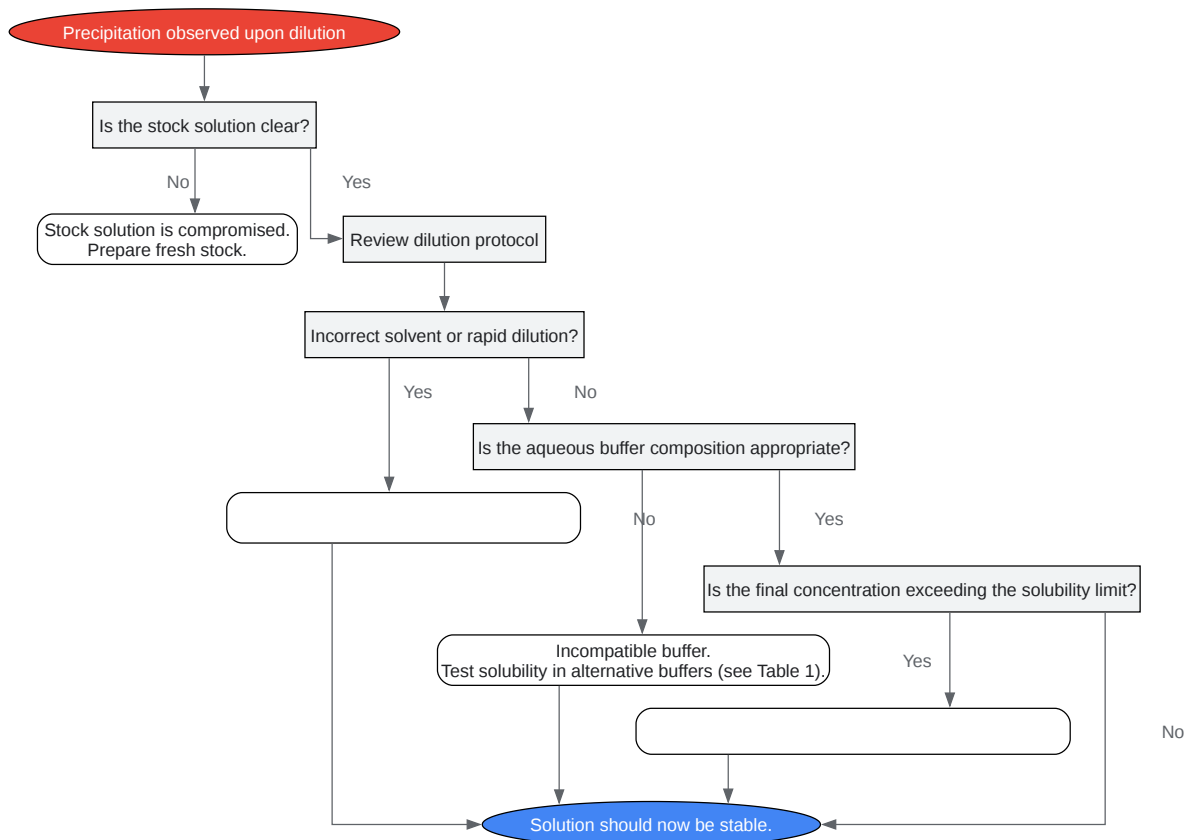 Precipitation observed upon dilution
Is the stock solution clear?
No
Yes
Stock solution is compromised.
Prepare fresh stock.
Review dilution protocol
Incorrect solvent or rapid dilution?
Yes
No
Is the aqueous buffer composition appropriate?
No
Yes
Is the final concentration exceeding the solubility limit?
Incompatible buffer.
Test solubility in alternative buffers (see Table 1).
Yes
No
Solution should now be stable.